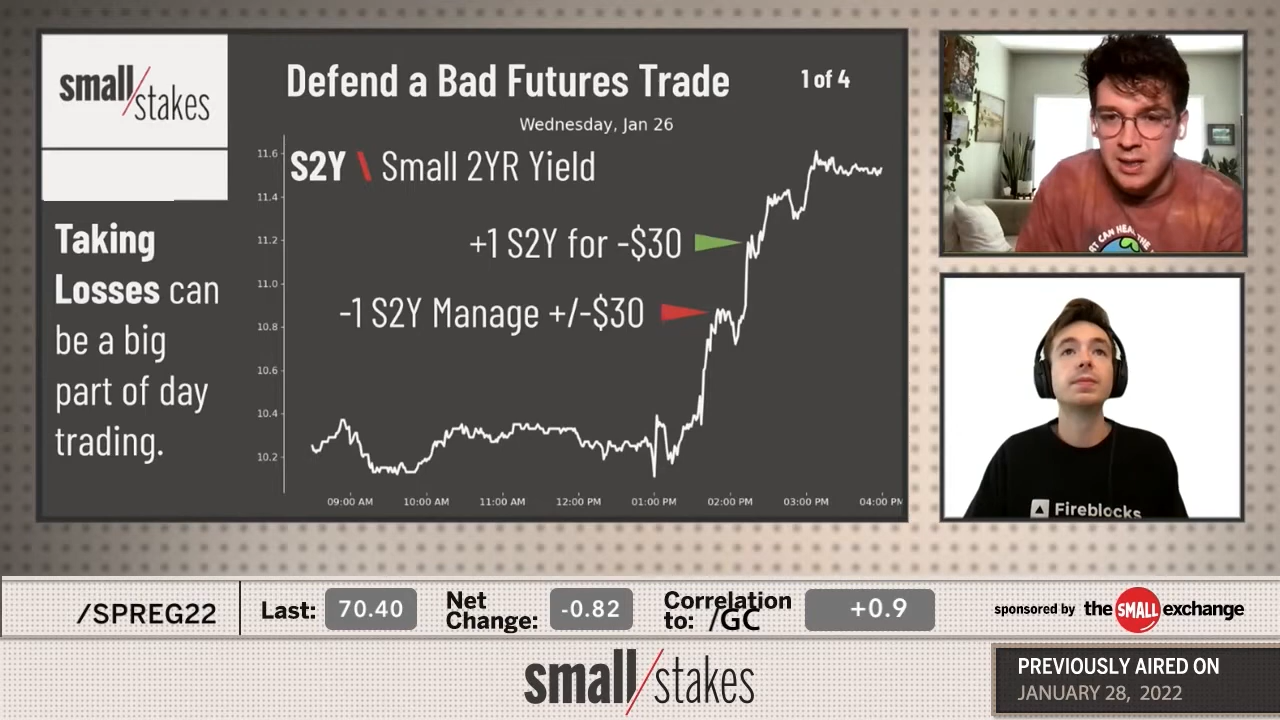 small/stakes
Defend a Bad Futures Trade
1 of 4
Wednesday, Jan 26
S2Y \ Small 2YR Yield
+1 S2Y for -$30
-1 S2Y Manage +/-$30
11.6
11.4
11.2
11.0
10.8
10.6
10.4
10.2
09:00 AM 10:00 AM 11:00 AM 12:00 PM 01:00 PM 02:00 PM 03:00 PM 04:00 PM
Taking
Losses can
be a big
part of day
trading.
Fireblocks
/SPREG22
Last: 70.40
Net
Change: -0.82
Correlation
to: /GC +0.9
sponsored by the SMALL exchange
small/stakes
PREVIOUSLY AIRED ON
JANUARY 28, 2022